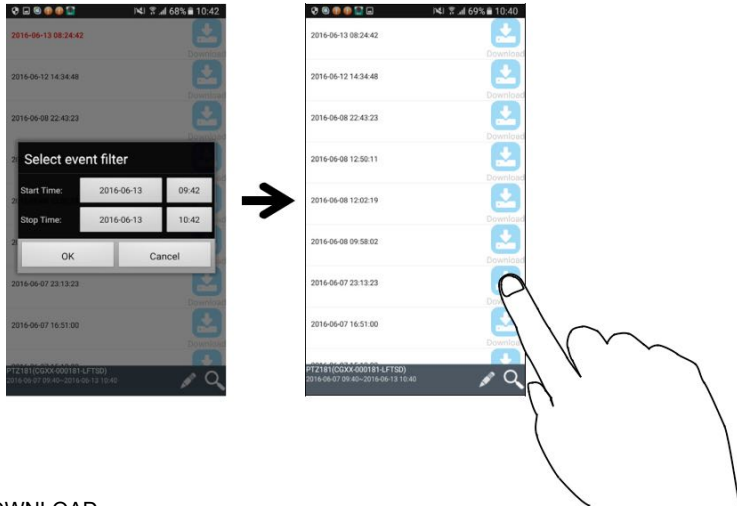 68% 10:42
2016-06-13 08:24:42
Download
2016-06-12 14:34:48
Download
2016-06-08 22:43:23
Download
Select event filter
Start Time: 2016-06-13 09:42
Stop Time: 2016-06-13 10:42
OK Cancel
2016-06-07 23:13:23
Download
2016-06-07 16:51:00
Download
PTZ181(CGXX-000181-LFTSD)
2016-06-07 09:40~2016-06-13 10:40
69% 10:40
2016-06-13 08:24:42
Download
2016-06-12 14:34:48
Download
2016-06-08 22:43:23
Download
2016-06-08 12:50:11
Download
2016-06-08 12:02:19
Download
2016-06-08 09:58:02
Download
2016-06-07 23:13:23
2016-06-07 16:51:00
Download
PTZ181(CGXX-000181-LFTSD)
2016-06-07 09:40~2016-06-13 10:40